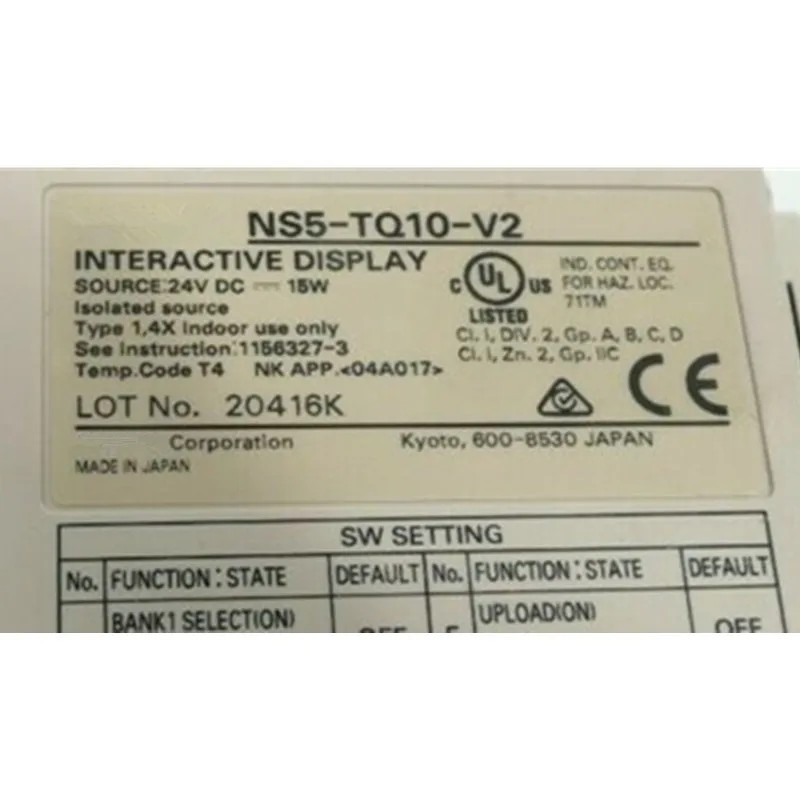 NS5-TQ10-V2
INTERACTIVE DISPLAY
SOURCE:24V DC ⎓ 15W
Isolated source
Type 1,4X Indoor use only
See Instruction:1156327-3
Temp.Code T4 NK APP.<04A017>
LOT No. 20416K
c UL us
LISTED
IND. CONT. EQ.
FOR HAZ. LOC.
71TM
Cl. I, DIV. 2, Gp. A, B, C, D
Cl. I, Zn. 2, Gp. IIC
CE
Corporation Kyoto, 600-8530 JAPAN
MADE IN JAPAN
SW SETTING
No. FUNCTION:STATE DEFAULT No. FUNCTION:STATE DEFAULT
BANK1 SELECT(ON) OFF 5 UPLOAD(ON) OFF